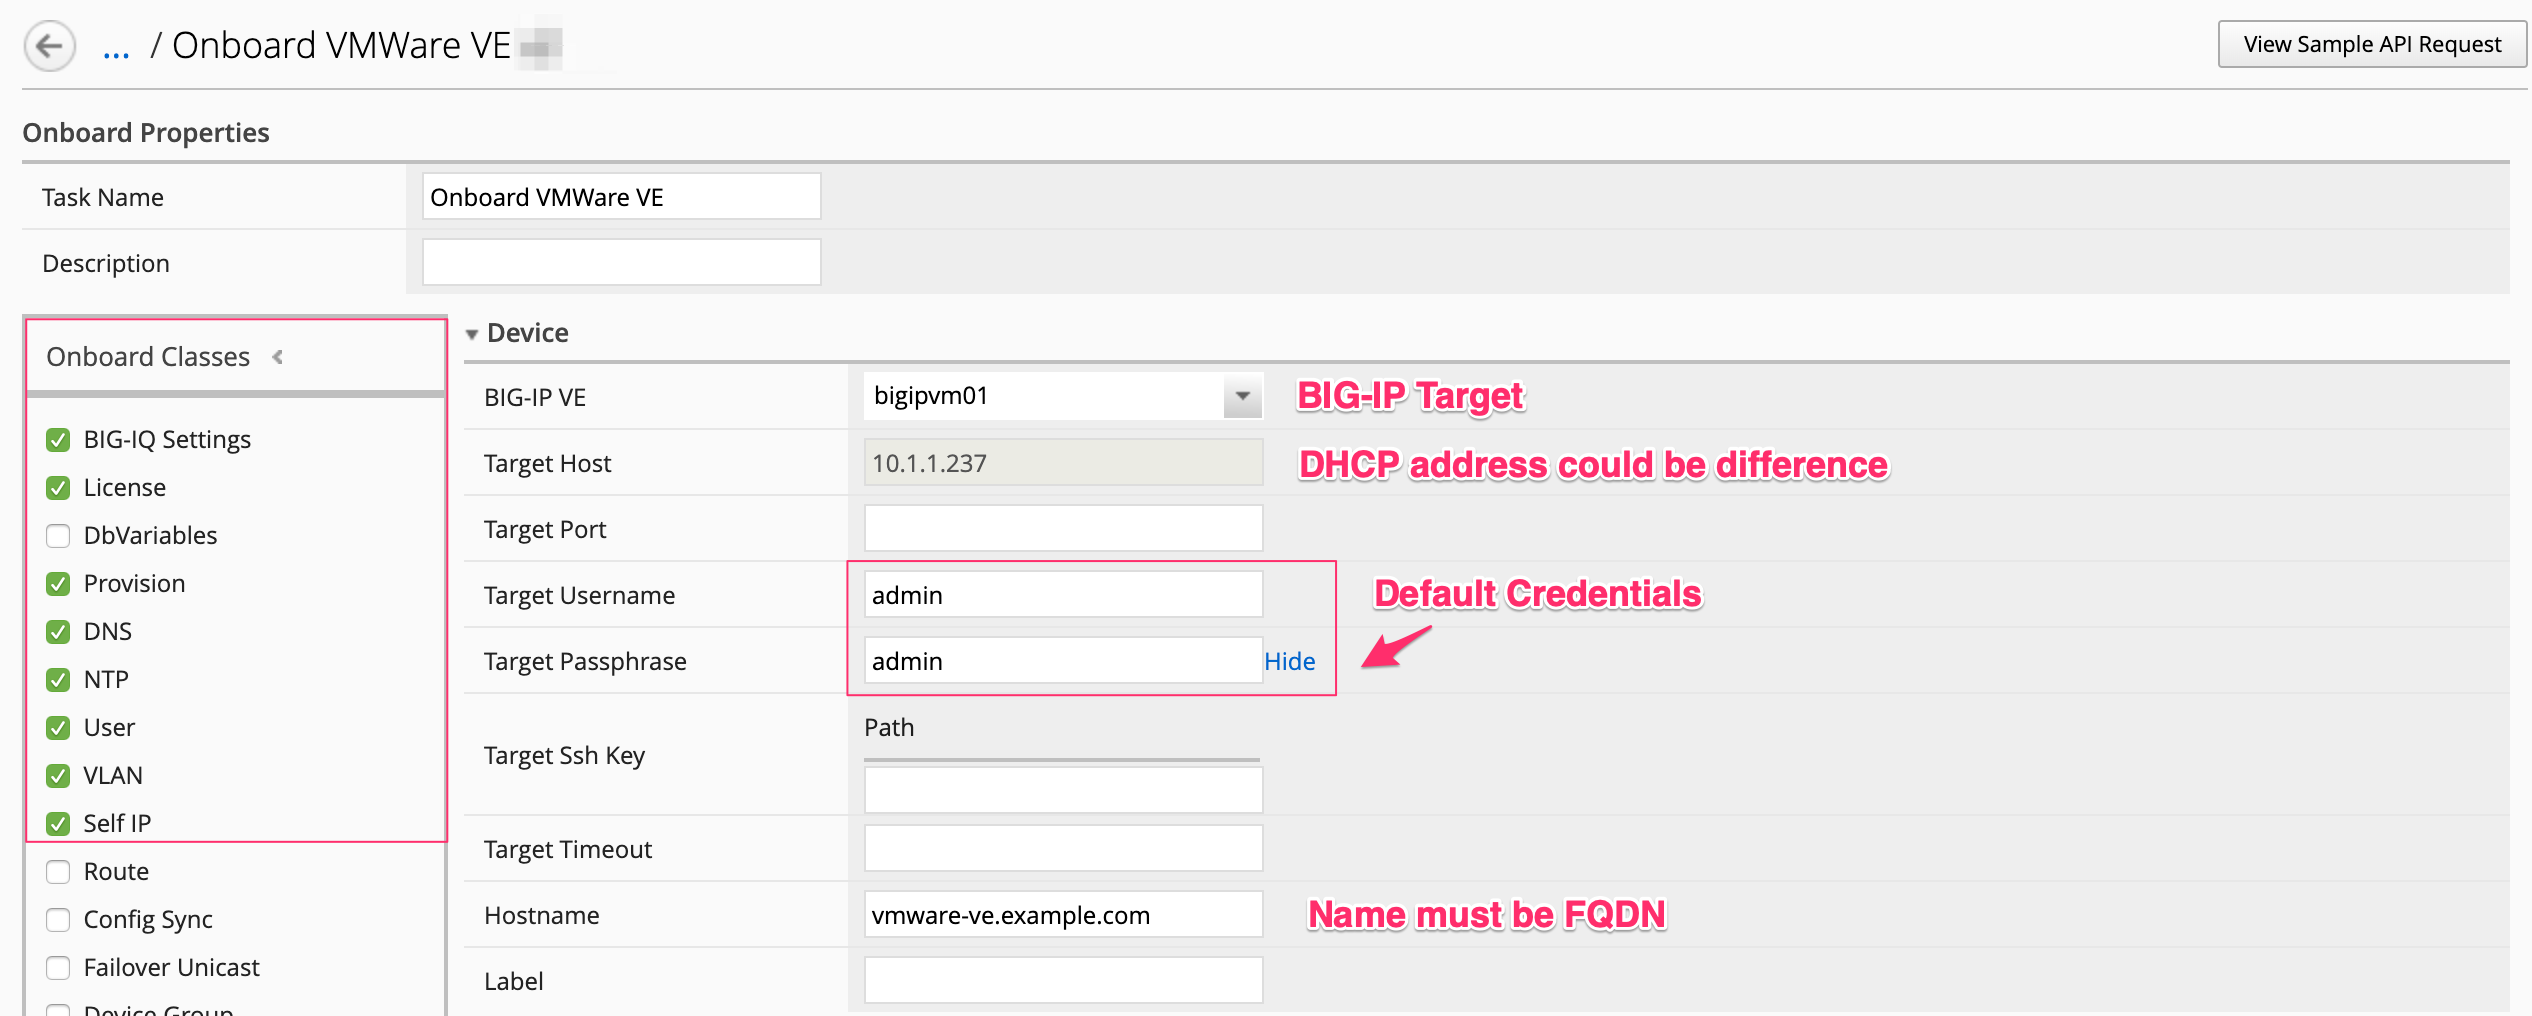 ... / Onboard VMWare VE
View Sample API Request
Onboard Properties
Task Name
Onboard VMWare VE
Description
Onboard Classes
BIG-IQ Settings
License
DbVariables
Provision
DNS
NTP
User
VLAN
Self IP
Route
Config Sync
Failover Unicast
Device Group
Device
BIG-IP VE
bigipvm01
BIG-IP Target
Target Host
10.1.1.237
DHCP address could be difference
Target Port
Target Username
admin
Default Credentials
Target Passphrase
admin
Hide
Target Ssh Key
Path
Target Timeout
Hostname
vmware-ve.example.com
Name must be FQDN
Label